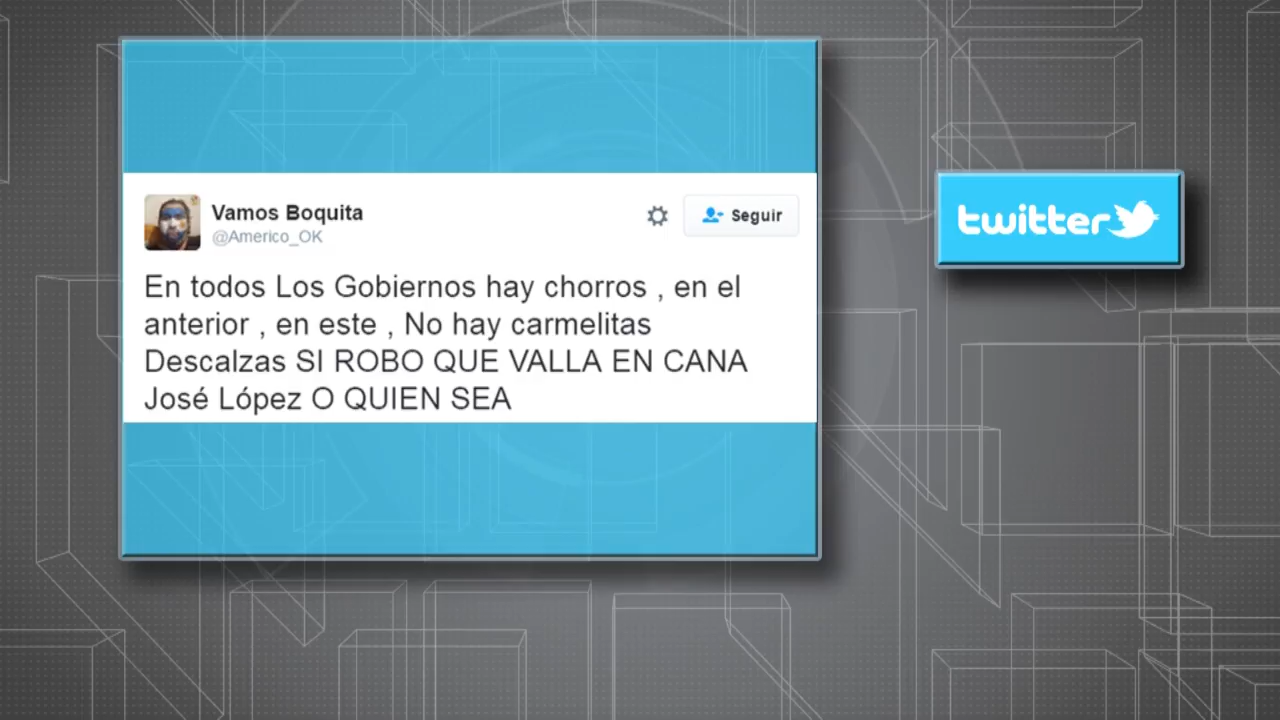 Vamos Boquita
@Americo_OK
Seguir
En todos Los Gobiernos hay chorros , en el
anterior , en este , No hay carmelitas
Descalzas SI ROBO QUE VALLA EN CANA
José López O QUIEN SEA
twitter